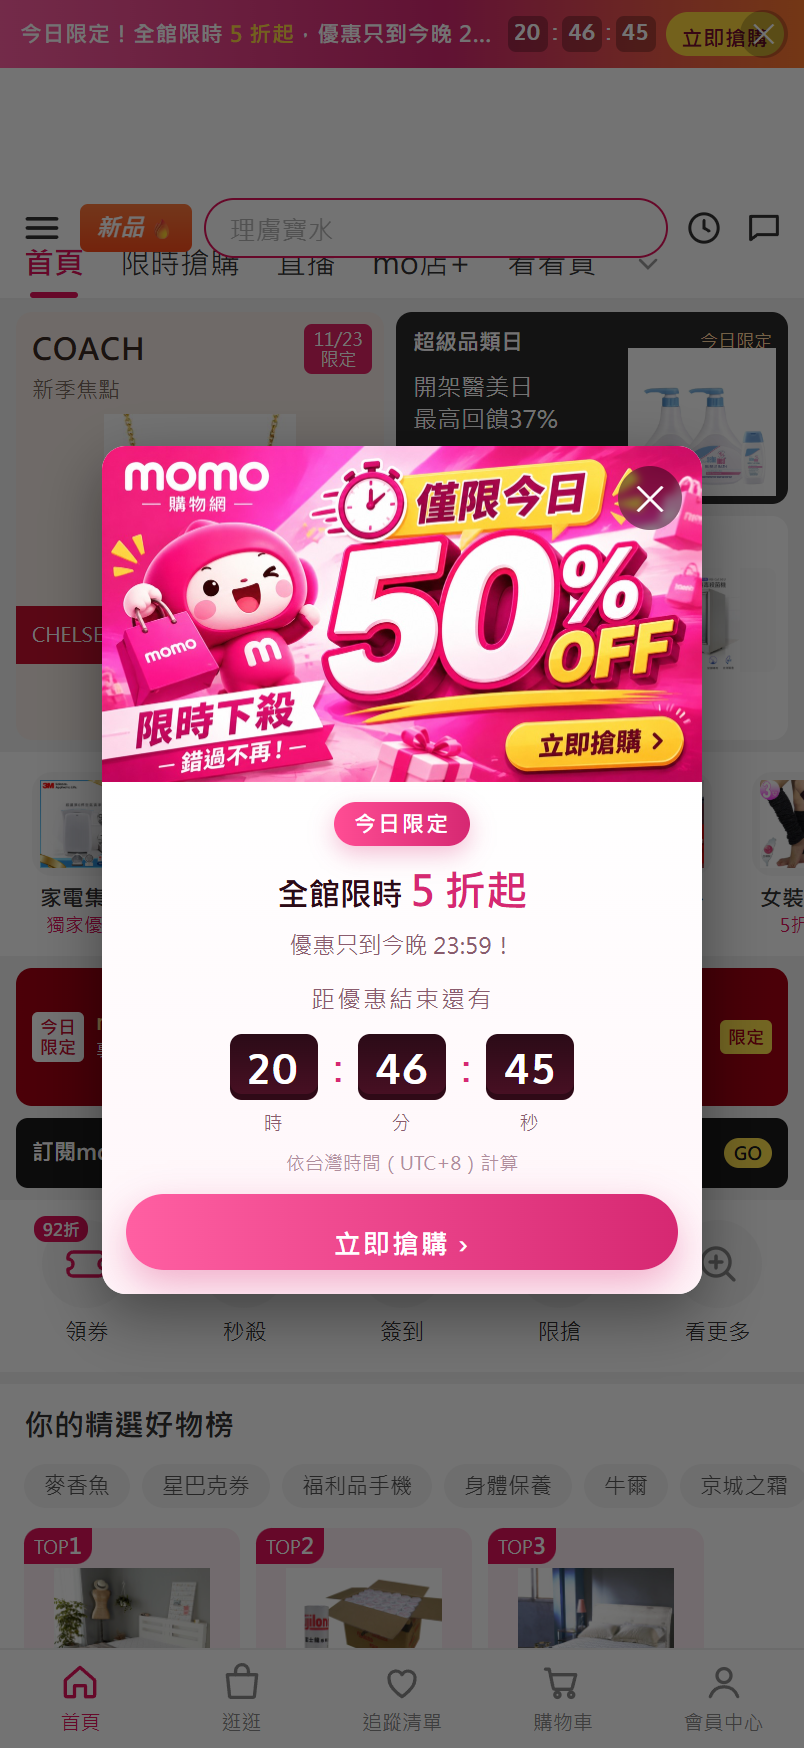 今日限定！全館限時 5 折起，優惠只到今晚 2...
20 : 46 : 45
立即搶購
新品
理膚寶水
首頁 限時搶購 直播 mo店+ 看看買
COACH
新季焦點
11/23
限定
超級品類日
今日限定
開架醫美日
最高回饋37%
momo
購物網
僅限今日
50% OFF
momo
m
限時下殺
錯過不再！
立即搶購
CHELSE
今日限定
全館限時 5 折起
優惠只到今晚 23:59！
距優惠結束還有
20 : 46 : 45
時 分 秒
依台灣時間（UTC+8）計算
立即搶購 ›
3M
家電集
獨家優
3
女裝
5折
今日
限定
限定
訂閱mo
GO
92折
領券 秒殺 簽到 限搶 看更多
你的精選好物榜
麥香魚 星巴克券 福利品手機 身體保養 牛爾 京城之霜
TOP1 TOP2 TOP3
首頁 逛逛 追蹤清單 購物車 會員中心